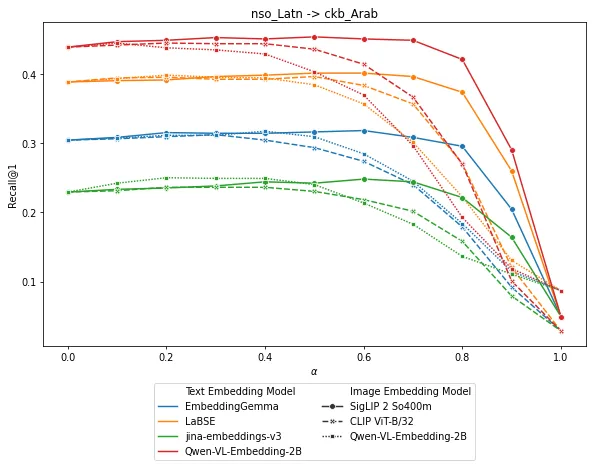 nso_Latn -> ckb_Arab
Recall@1
0.4
0.3
0.2
0.1
0.0 0.2 0.4 0.6 0.8 1.0
α
Text Embedding Model
EmbeddingGemma
LaBSE
jina-embeddings-v3
Qwen-VL-Embedding-2B
Image Embedding Model
SigLIP 2 So400m
CLIP ViT-B/32
Qwen-VL-Embedding-2B